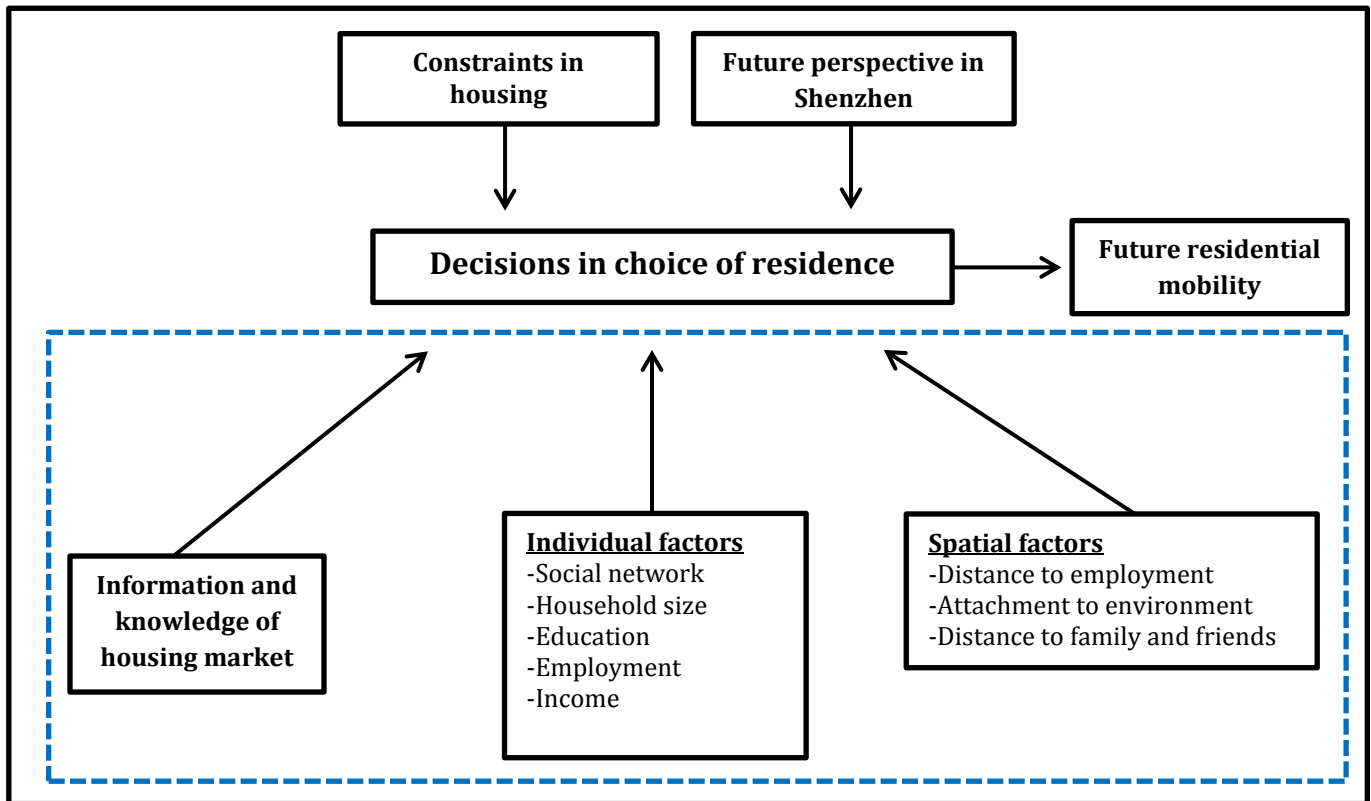 Constraints in
housing
Future perspective in
Shenzhen
Decisions in choice of residence
Future residential
mobility
Information and
knowledge of
housing market
Individual factors
-Social network
-Household size
-Education
-Employment
-Income
Spatial factors
-Distance to employment
-Attachment to environment
-Distance to family and friends